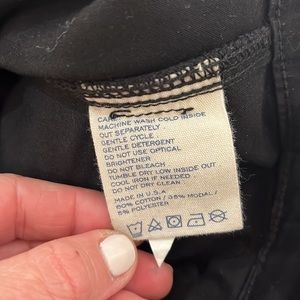 CARE
MACHINE WASH COLD INSIDE
OUT SEPARATELY
GENTLE CYCLE
GENTLE DETERGENT
DO NOT USE OPTICAL
BRIGHTENER
DO NOT BLEACH
TUMBLE DRY LOW INSIDE OUT
COOL IRON IF NEEDED
DO NOT DRY CLEAN
MADE IN U.S.A
60% COTTON / 35% MODAL /
5% POLYESTER